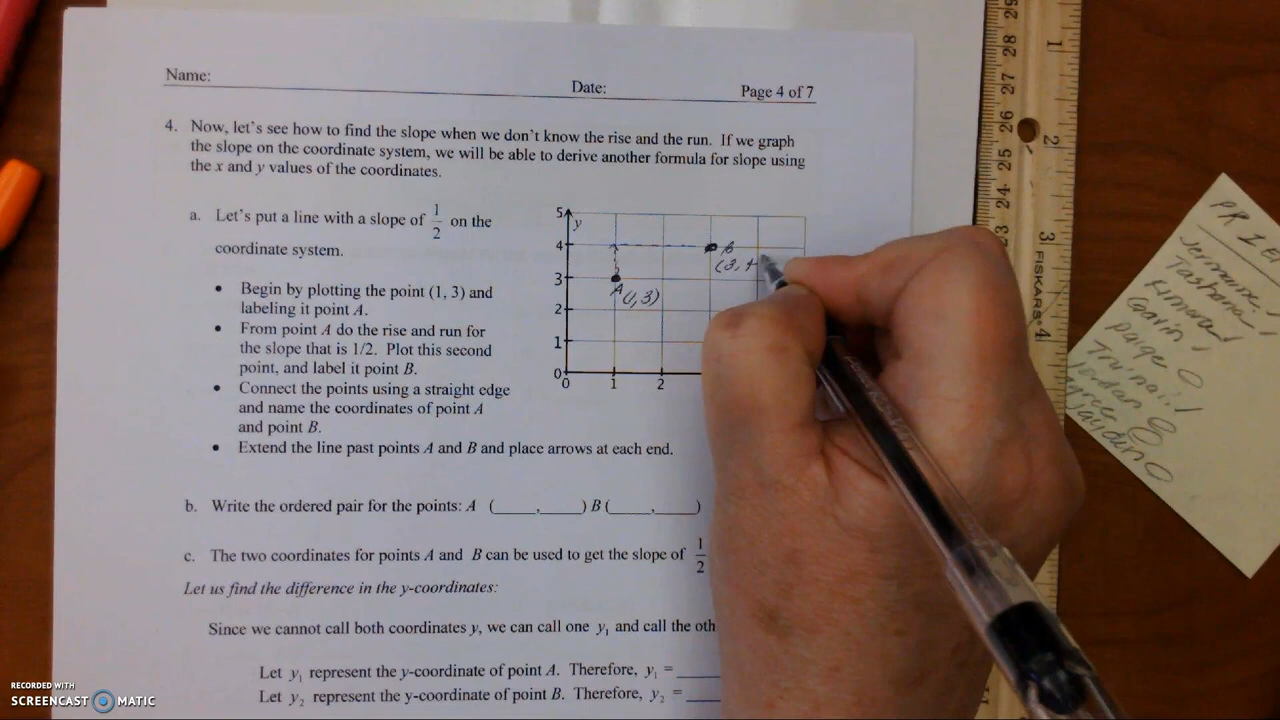 Name: Date: Page 4 of 7
4. Now, let's see how to find the slope when we don't know the rise and the run. If we graph
the slope on the coordinate system, we will be able to derive another formula for slope using
the x and y values of the coordinates.
a. Let's put a line with a slope of 1/2 on the
coordinate system.
• Begin by plotting the point (1, 3) and
labeling it point A.
• From point A do the rise and run for
the slope that is 1/2. Plot this second
point, and label it point B.
• Connect the points using a straight edge
and name the coordinates of point A
and point B.
• Extend the line past points A and B and place arrows at each end.
5 y
4 B
(3, 4
3
A (1, 3)
2
1
0
0 1 2
b. Write the ordered pair for the points: A (____,____) B (____,____)
c. The two coordinates for points A and B can be used to get the slope of 1/2
Let us find the difference in the y-coordinates:
Since we cannot call both coordinates y, we can call one y₁ and call the oth
Let y₁ represent the y-coordinate of point A. Therefore, y₁ =
Let y₂ represent the y-coordinate of point B. Therefore, y₂ =
29
28
27
26
25
24
23
1
2
3
FISKARS® 4
Jermaine
Tashana
Kimora
Gavin
Paige
Jordan
RECORDED WITH
SCREENCAST MATIC